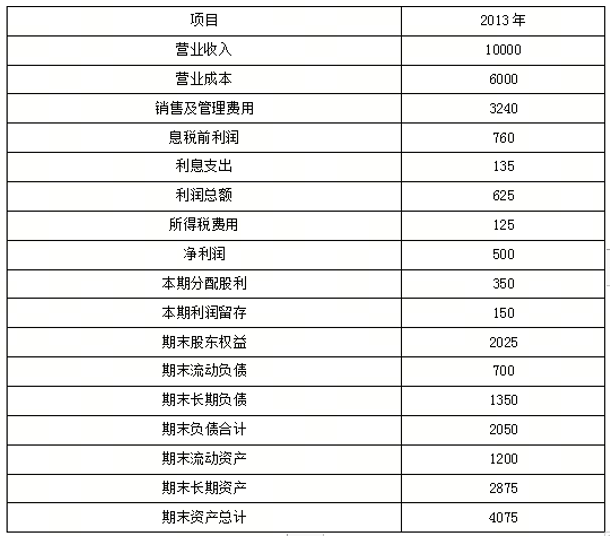 项目 2013年
营业收入 10000
营业成本 6000
销售及管理费用 3240
息税前利润 760
利息支出 135
利润总额 625
所得税费用 125
净利润 500
本期分配股利 350
本期利润留存 150
期末股东权益 2025
期末流动负债 700
期末长期负债 1350
期末负债合计 2050
期末流动资产 1200
期末长期资产 2875
期末资产总计 4075